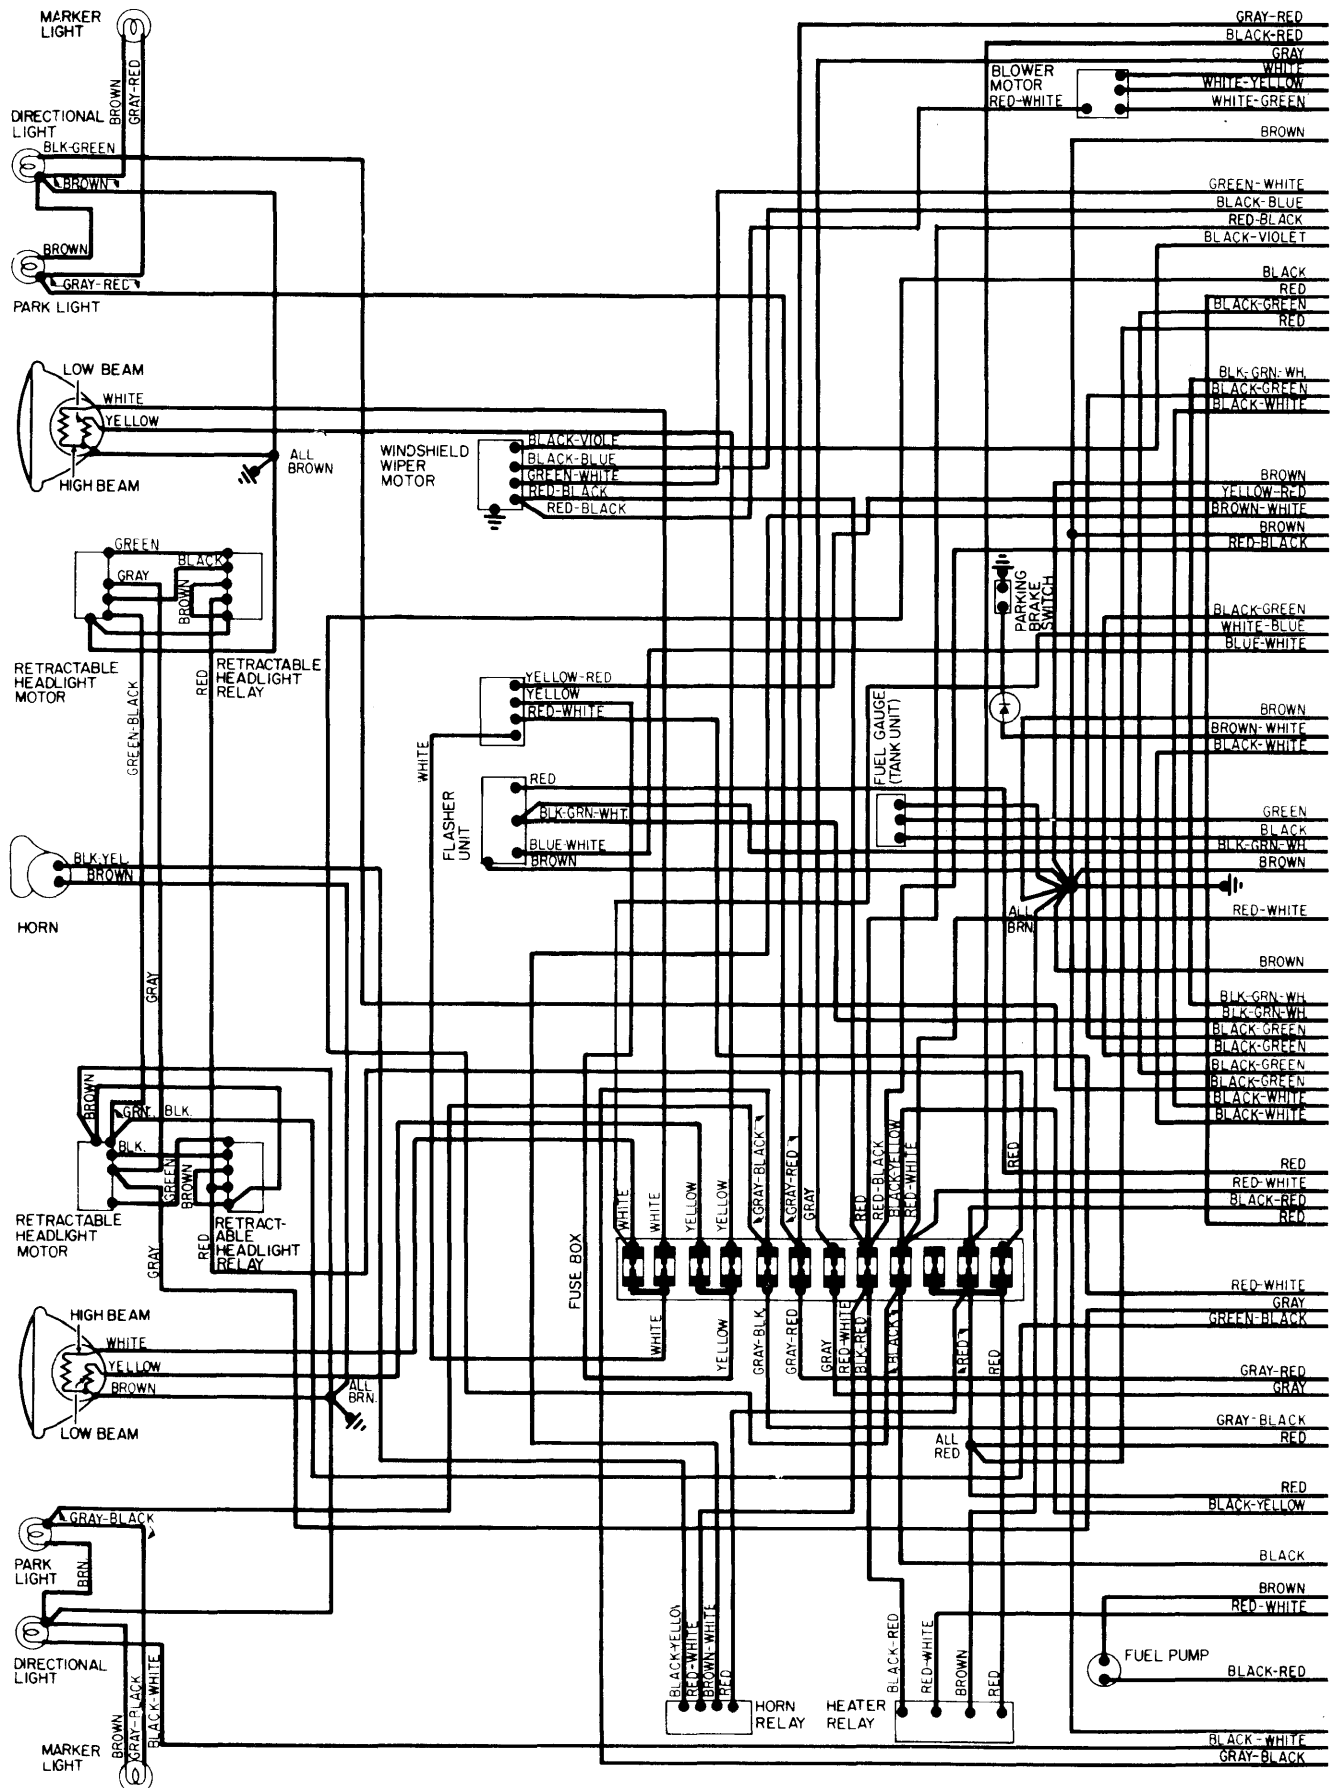 MARKER
LIGHT
BROWN
GRAY-RED
DIRECTIONAL
LIGHT
BLK-GREEN
BROWN
BROWN
GRAY-RED
PARK LIGHT
LOW BEAM
WHITE
YELLOW
HIGH BEAM
ALL
BROWN
GREEN
GRAY
BLACK
BROWN
RETRACTABLE
HEADLIGHT
MOTOR
RED
RETRACTABLE
HEADLIGHT
RELAY
GREEN-BLACK
BLK-YEL.
BROWN
HORN
GRAY
BROWN
GRN.
BLK.
BLK.
GREEN
BROWN
RETRACTABLE
HEADLIGHT
MOTOR
GRAY
RED
RETRACT-
ABLE
HEADLIGHT
RELAY
HIGH BEAM
WHITE
YELLOW
BROWN
LOW BEAM
ALL
BRN.
GRAY-BLACK
PARK
LIGHT
BRN.
DIRECTIONAL
LIGHT
BROWN
GRAY-BLACK
BLACK-WHITE
MARKER
LIGHT
WINDSHIELD
WIPER
MOTOR
BLACK-VIOLE
BLACK-BLUE
GREEN-WHITE
RED-BLACK
RED-BLACK
YELLOW-RED
YELLOW
RED-WHITE
WHITE
FLASHER
UNIT
RED
BLK-GRN-WHT.
BLUE-WHITE
BROWN
BLOWER
MOTOR
RED-WHITE
PARKING
BRAKE
SWITCH
FUEL GAUGE
(TANK UNIT)
ALL
BRN.
WHITE
WHITE
YELLOW
YELLOW
GRAY-BLACK
GRAY-RED
GRAY
RED
RED-BLACK
BLACK-YELLOW
RED-WHITE
RED
FUSE BOX
WHITE
YELLOW
GRAY-BLK.
GRAY-RED
GRAY
RED-WHITE
BLK-RED
BLACK
RED
RED
ALL
RED
BLACK-YELLOW
RED-WHITE
BROWN-WHITE
RED
HORN
RELAY
HEATER
RELAY
BLACK-RED
RED-WHITE
BROWN
RED
FUEL PUMP
GRAY-RED
BLACK-RED
GRAY
WHITE
WHITE-YELLOW
WHITE-GREEN
BROWN
GREEN-WHITE
BLACK-BLUE
RED-BLACK
BLACK-VIOLET
BLACK
RED
BLACK-GREEN
RED
BLK-GRN-WH.
BLACK-GREEN
BLACK-WHITE
BROWN
YELLOW-RED
BROWN-WHITE
BROWN
RED-BLACK
BLACK-GREEN
WHITE-BLUE
BLUE-WHITE
BROWN
BROWN-WHITE
BLACK-WHITE
GREEN
BLACK
BLK-GRN-WH.
BROWN
RED-WHITE
BROWN
BLK-GRN-WH
BLK-GRN-WH
BLACK-GREEN
BLACK-GREEN
BLACK-GREEN
BLACK-GREEN
BLACK-WHITE
BLACK-WHITE
RED
RED-WHITE
BLACK-RED
RED
RED-WHITE
GRAY
GREEN-BLACK
GRAY-RED
GRAY
GRAY-BLACK
RED
RED
BLACK-YELLOW
BLACK
BROWN
RED-WHITE
BLACK-RED
BLACK-WHITE
GRAY-BLACK